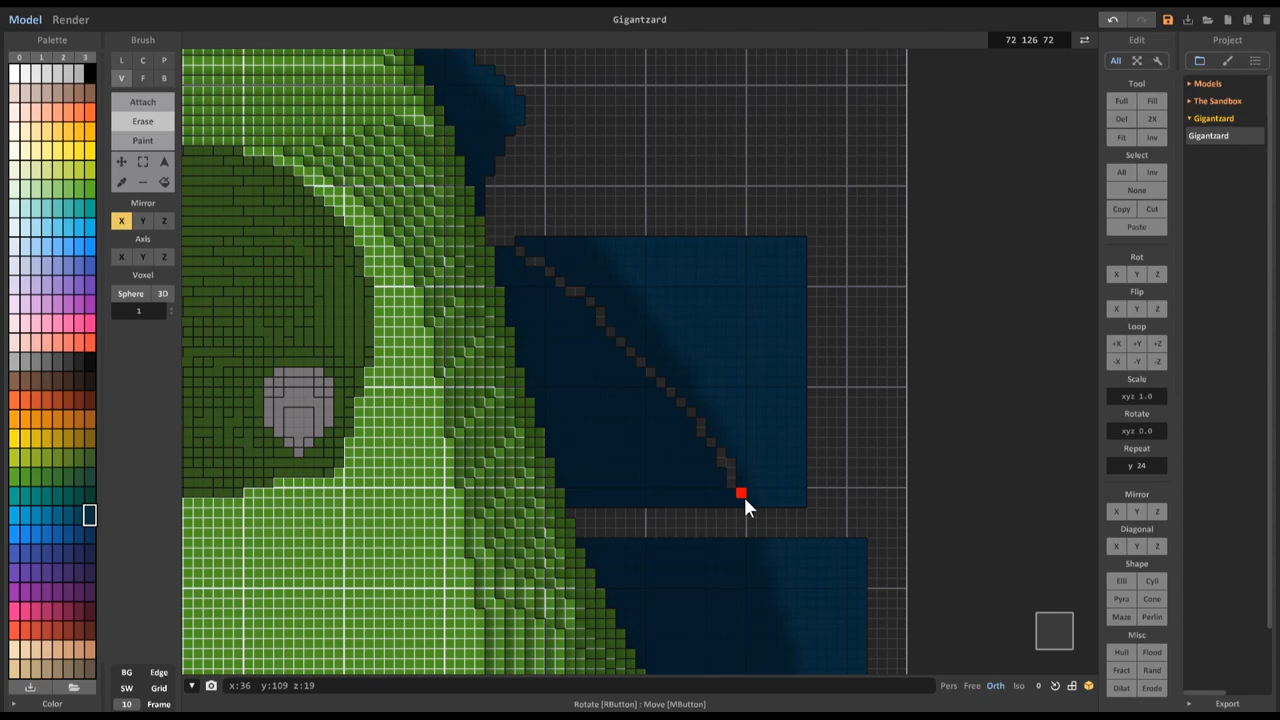 Model Render
Gigantzard
Palette
0 1 2 3
Color
Brush
L C P
V F B
Attach
Erase
Paint
Mirror
X Y Z
Axis
X Y Z
Voxel
Sphere 3D
1
BG Edge
SW Grid
10 Frame
72 126 72
x:36 y:109 z:19
Pers Free Orth Iso 0
Rotate [RButton] : Move [MButton]
Edit
All
Tool
Full Fill
Del 2X
Fit Inv
Select
All Inv
None
Copy Cut
Paste
Rot
X Y Z
Flip
X Y Z
Loop
+X +Y +Z
-X -Y -Z
Scale
xyz 1.0
Rotate
xyz 0.0
Repeat
y 24
Mirror
X Y Z
Diagonal
X Y Z
Shape
Elli Cyli
Pyra Cone
Maze Perlin
Misc
Hull Flood
Fract Rand
Dilat Erode
Project
Models
The Sandbox
Gigantzard
Gigantzard
Export